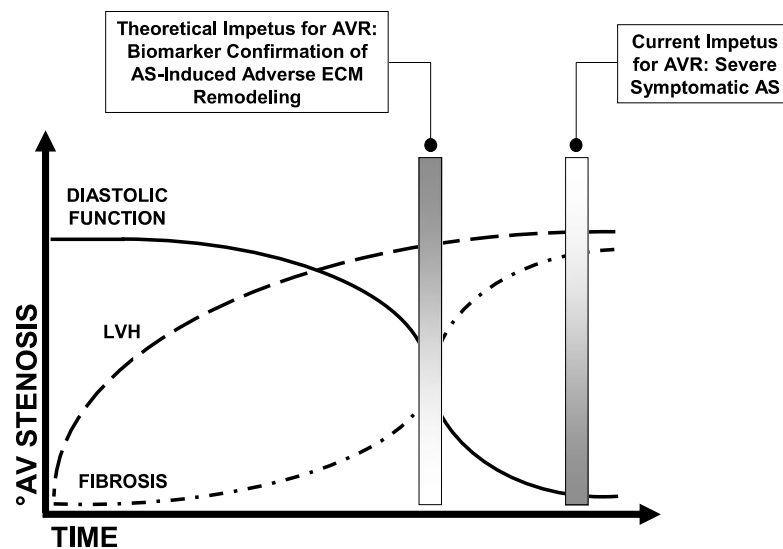 Theoretical Impetus for AVR:
Biomarker Confirmation of
AS-Induced Adverse ECM
Remodeling
Current Impetus
for AVR: Severe
Symptomatic AS
DIASTOLIC
FUNCTION
LVH
FIBROSIS
°AV STENOSIS
TIME